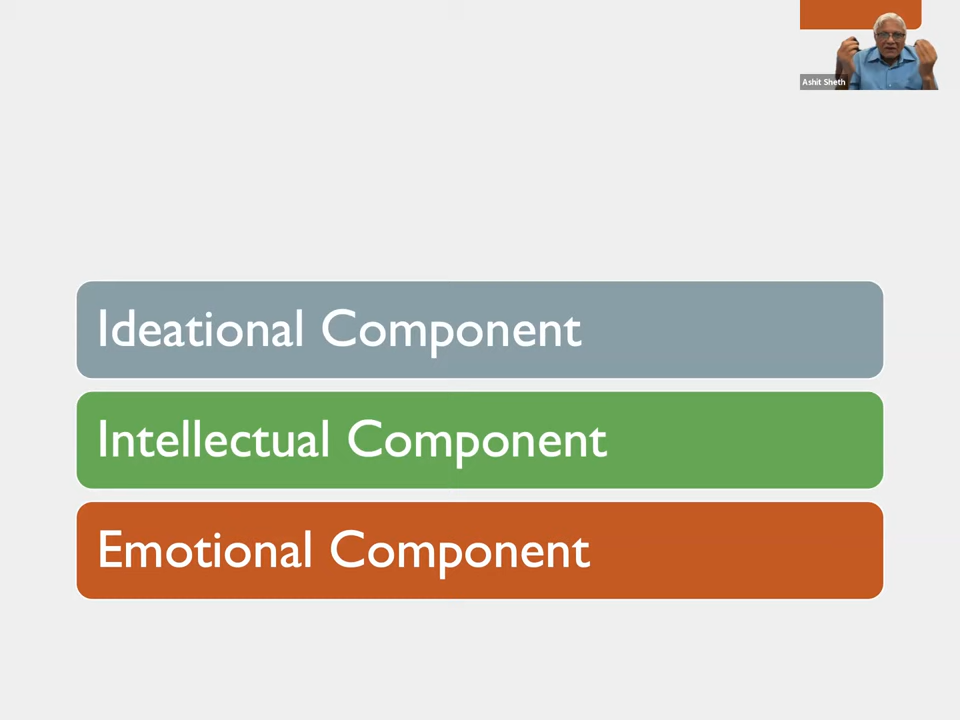 Ashit Sheth
Ideational Component
Intellectual Component
Emotional Component